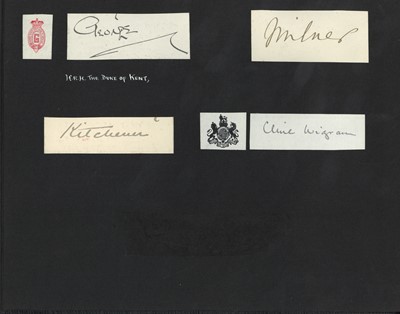 George
Milner
H.R.H. THE DUKE OF KENT,
Kitchener
Clive Wigram